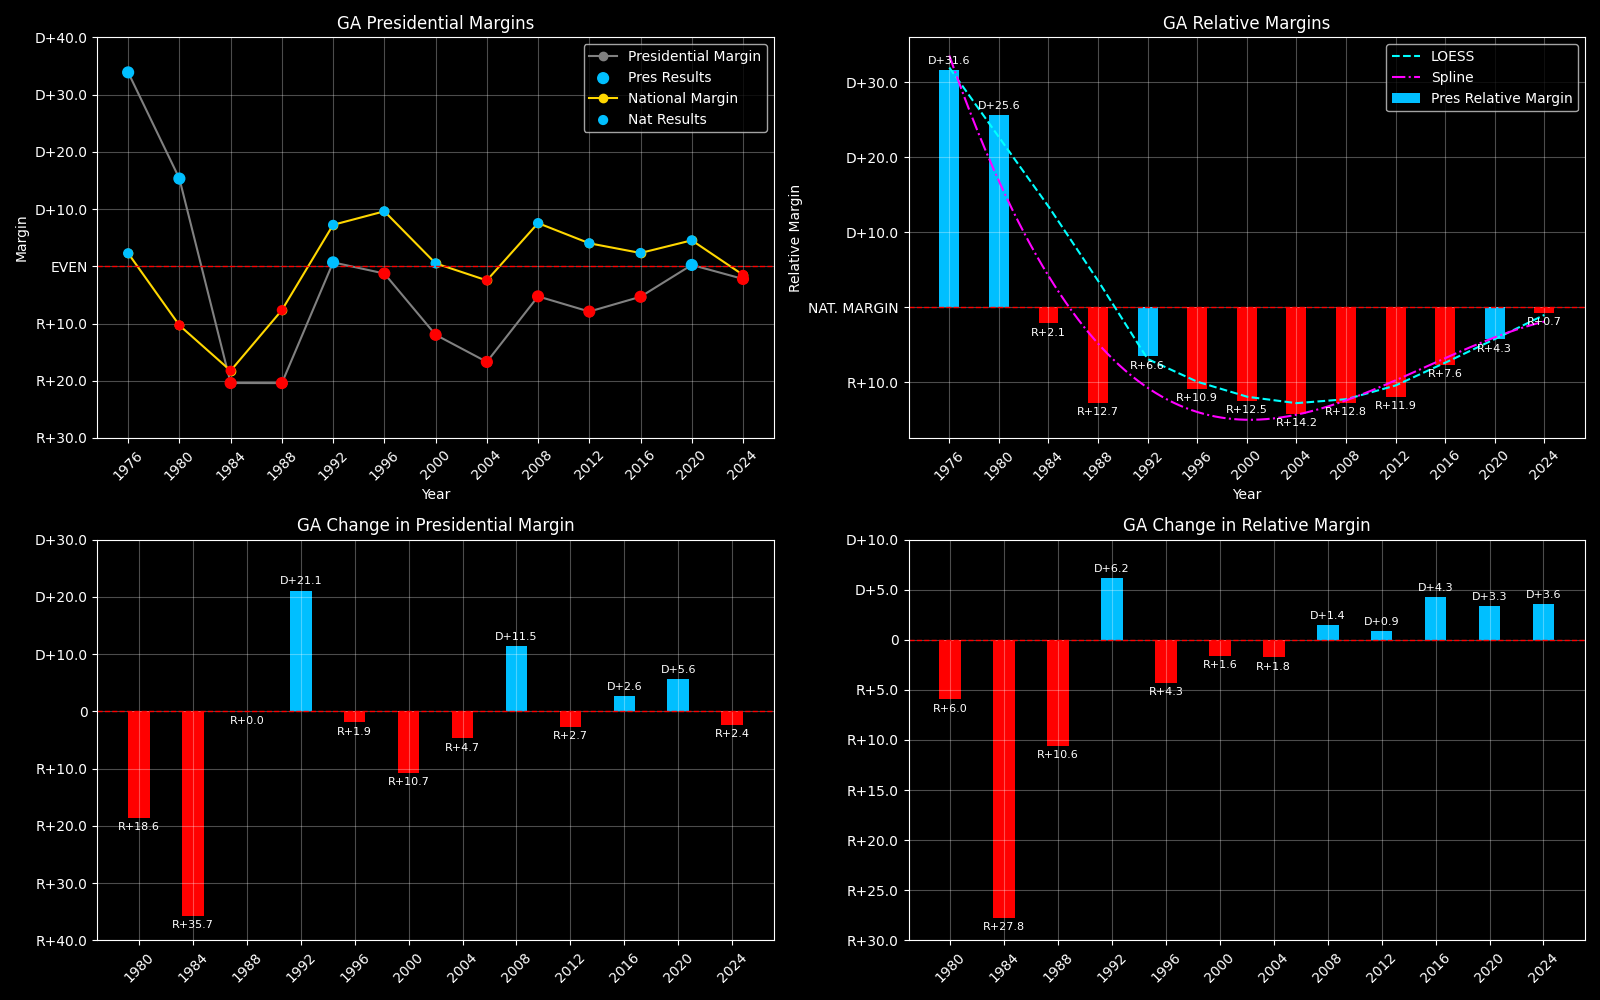 GA Presidential Margins
D+40.0
D+30.0
D+20.0
D+10.0
EVEN
R+10.0
R+20.0
R+30.0
Margin
Presidential Margin
Pres Results
National Margin
Nat Results
1976
1980
1984
1988
1992
1996
2000
2004
2008
2012
2016
2020
2024
Year
GA Relative Margins
D+30.0
D+20.0
D+10.0
NAT. MARGIN
R+10.0
Relative Margin
LOESS
Spline
Pres Relative Margin
D+31.6
D+25.6
R+2.1
R+12.7
R+6.6
R+10.9
R+12.5
R+14.2
R+12.8
R+11.9
R+7.6
R+4.3
R+0.7
1976
1980
1984
1988
1992
1996
2000
2004
2008
2012
2016
2020
2024
Year
GA Change in Presidential Margin
D+30.0
D+20.0
D+10.0
0
R+10.0
R+20.0
R+30.0
R+40.0
R+18.6
R+35.7
R+0.0
D+21.1
R+1.9
R+10.7
R+4.7
D+11.5
R+2.7
D+2.6
D+5.6
R+2.4
1980
1984
1988
1992
1996
2000
2004
2008
2012
2016
2020
2024
GA Change in Relative Margin
D+10.0
D+5.0
0
R+5.0
R+10.0
R+15.0
R+20.0
R+25.0
R+30.0
R+6.0
R+27.8
R+10.6
D+6.2
R+4.3
R+1.6
R+1.8
D+1.4
D+0.9
D+4.3
D+3.3
D+3.6
1980
1984
1988
1992
1996
2000
2004
2008
2012
2016
2020
2024